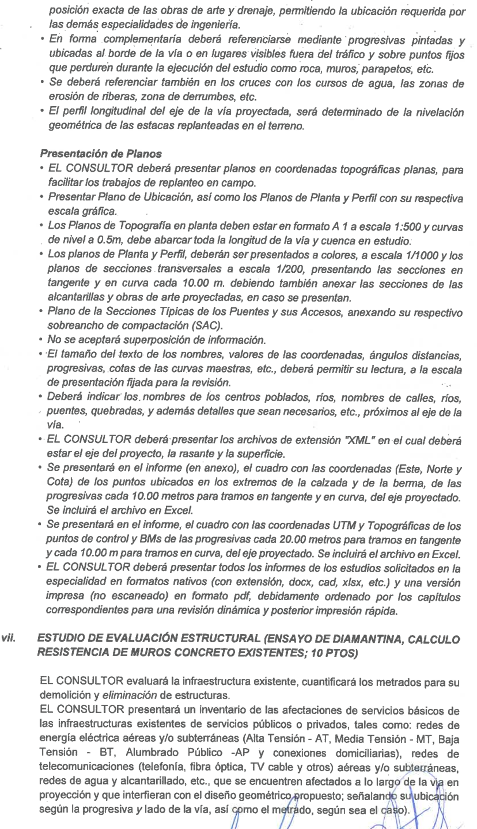 posición exacta de las obras de arte y drenaje, permitiendo la ubicación requerida por
las demás especialidades de ingeniería.
• En forma complementaría deberá referenciarse mediante progresivas pintadas y
ubicadas al borde de la vía o en lugares visibles fuera del tráfico y sobre puntos fijos
que perduren durante la ejecución del estudio como roca, muros, parapetos, etc.
• Se deberá referenciar también en los cruces con los cursos de agua, las zonas de
erosión de riberas, zona de derrumbes, etc.
• El perfil longitudinal del eje de la vía proyectada, será determinado de la nivelación
geométrica de las estacas replanteadas en el terreno.
Presentación de Planos
• EL CONSULTOR deberá presentar planos en coordenadas topográficas planas, para
facilitar los trabajos de replanteo en campo.
• Presentar Plano de Ubicación, así como los Planos de Planta y Perfil con su respectiva
escala gráfica.
• Los Planos de Topografía en planta deben estar en formato A 1 a escala 1:500 y curvas
de nivel a 0.5m, debe abarcar toda la longitud de la vía y cuenca en estudio.
• Los planos de Planta y Perfil, deberán ser presentados a colores, a escala 1/1000 y los
planos de secciones transversales a escala 1/200, presentando las secciones en
tangente y en curva cada 10.00 m. debiendo también anexar las secciones de las
alcantarillas y obras de arte proyectadas, en caso se presentan.
• Plano de la Secciones Típicas de los Puentes y sus Accesos, anexando su respectivo
sobreancho de compactación (SAC).
• No se aceptará superposición de información.
• El tamaño del texto de los nombres, valores de las coordenadas, ángulos distancias,
progresivas, cotas de las curvas maestras, etc., deberá permitir su lectura, a la escala
de presentación fijada para la revisión.
• Deberá indicar los nombres de los centros poblados, ríos, nombres de calles, ríos,
puentes, quebradas, y además detalles que sean necesarios, etc., próximos al eje de la
vía.
• EL CONSULTOR deberá presentar los archivos de extensión "XML" en el cual deberá
estar el eje del proyecto, la rasante y la superficie.
• Se presentará en el informe (en anexo), el cuadro con las coordenadas (Este, Norte y
Cota) de los puntos ubicados en los extremos de la calzada y de la berma, de las
progresivas cada 10.00 metros para tramos en tangente y en curva, del eje proyectado.
Se incluirá el archivo en Excel.
• Se presentará en el informe, el cuadro con las coordenadas UTM y Topográficas de los
puntos de control y BMs de las progresivas cada 20.00 metros para tramos en tangente
y cada 10.00 m para tramos en curva, del eje proyectado. Se incluirá el archivo en Excel.
• EL CONSULTOR deberá presentar todos los informes de los estudios solicitados en la
especialidad en formatos nativos (con extensión, docx, cad, xlsx, etc.) y una versión
impresa (no escaneado) en formato pdf, debidamente ordenado por los capítulos
correspondientes para una revisión dinámica y posterior impresión rápida.
vii. ESTUDIO DE EVALUACIÓN ESTRUCTURAL (ENSAYO DE DIAMANTINA, CALCULO
RESISTENCIA DE MUROS CONCRETO EXISTENTES; 10 PTOS)
EL CONSULTOR evaluará la infraestructura existente, cuantificará los metrados para su
demolición y eliminación de estructuras.
EL CONSULTOR presentará un inventario de las afectaciones de servicios básicos de
las infraestructuras existentes de servicios públicos o privados, tales como: redes de
energía eléctrica aéreas y/o subterráneas (Alta Tensión - AT, Media Tensión - MT, Baja
Tensión - BT, Alumbrado Público -AP y conexiones domiciliarias), redes de
telecomunicaciones (telefonía, fibra óptica, TV cable y otros) aéreas y/o subterráneas,
redes de agua y alcantarillado, etc., que se encuentren afectados a lo largo de la vía en
proyección y que interfieran con el diseño geométrico propuesto; señalando su ubicación
según la progresiva y lado de la vía, así como el metrado, según sea el caso).